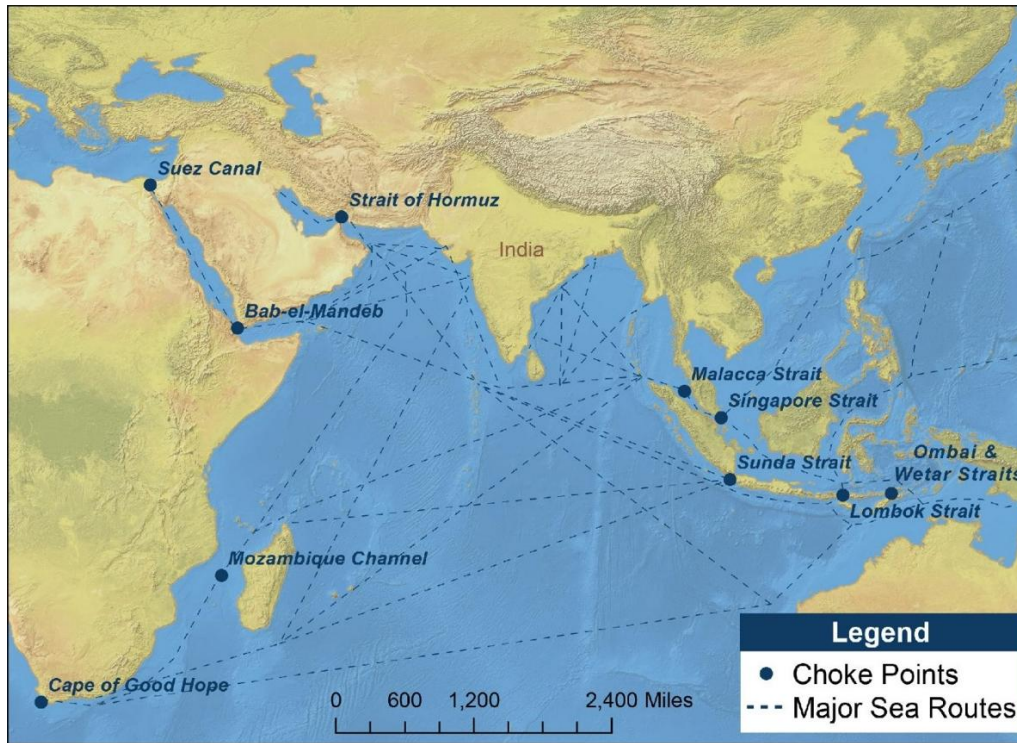 Suez Canal
Strait of Hormuz
India
Bab-el-Mandeb
Malacca Strait
Singapore Strait
Sunda Strait
Ombai &
Wetar Straits
Lombok Strait
Mozambique Channel
Cape of Good Hope
0 600 1,200 2,400 Miles
Legend
Choke Points
Major Sea Routes